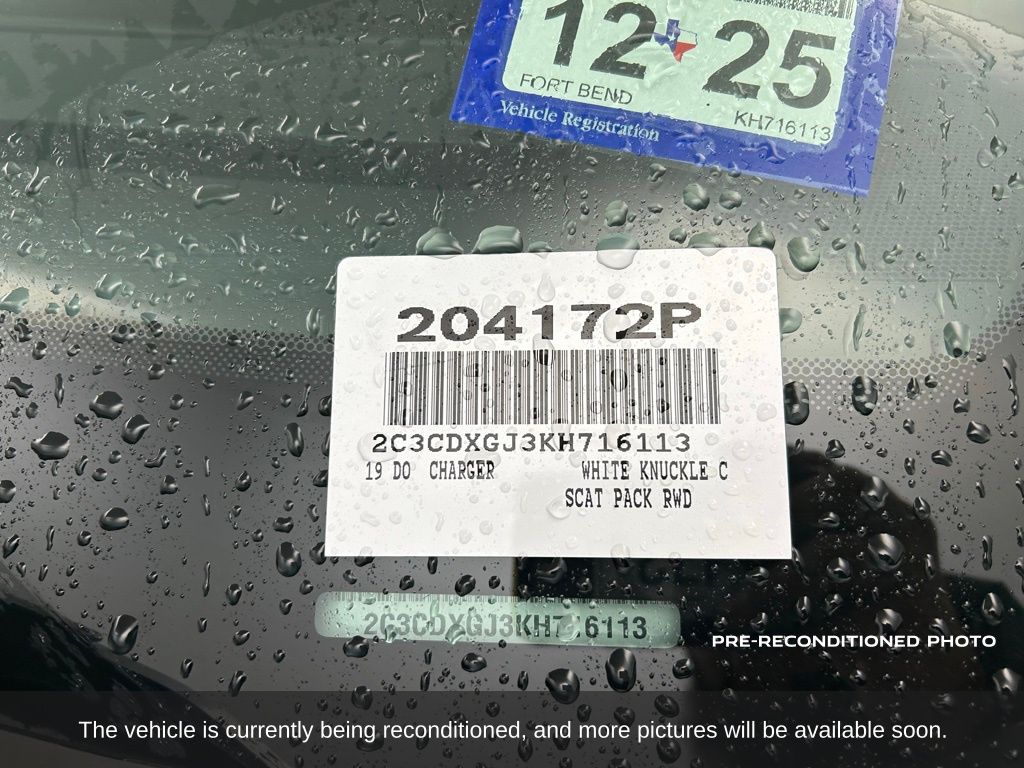 12 25
FORT BEND
KH716113
Vehicle Registration
204172P
2C3CDXGJ3KH716113
19 DO CHARGER WHITE KNUCKLE C
SCAT PACK RWD
2C3CDXGJ3KH716113
PRE-RECONDITIONED PHOTO
The vehicle is currently being reconditioned, and more pictures will be available soon.